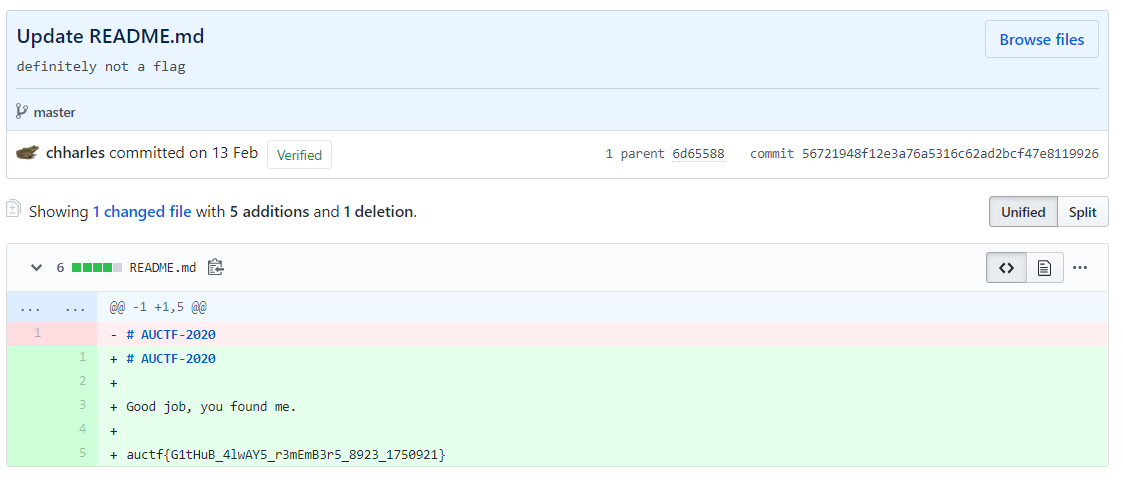 Update README.md
Browse files
definitely not a flag
master
chharles committed on 13 Feb Verified
1 parent 6d65588 commit 56721948f12e3a76a5316c62ad2bcf47e8119926
Showing 1 changed file with 5 additions and 1 deletion.
Unified Split
6 README.md
... ... @@ -1 +1,5 @@
1 - # AUCTF-2020
1 + # AUCTF-2020
2 +
3 + Good job, you found me.
4 +
5 + auctf{G1tHuB_4lwAY5_r3mEmB3r5_8923_1750921}